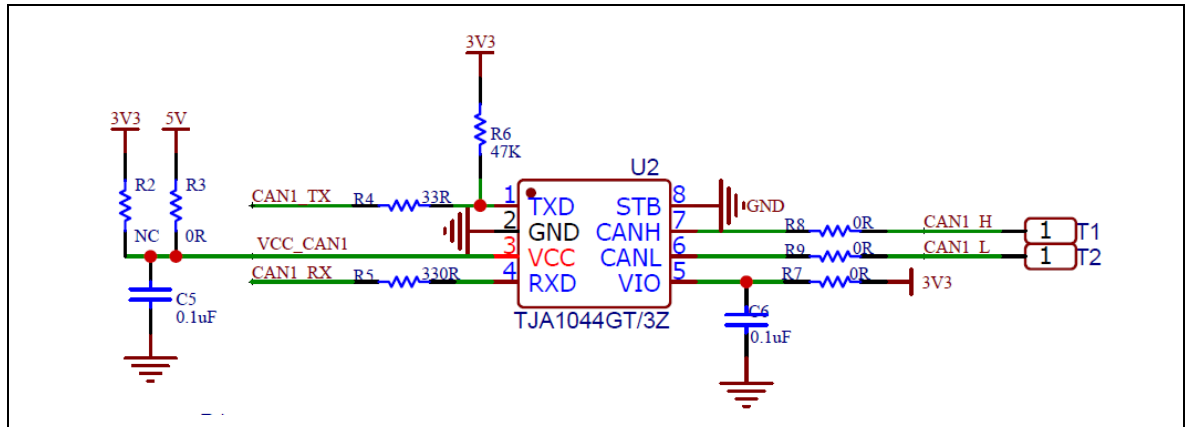 3V3
3V3 5V
R6
47K
U2
R2 R3
CAN1_TX R4 33R 1 TXD STB 8 GND
2 GND CANH 7 R8 0R CAN1_H 1 T1
NC 0R VCC_CAN1 3 VCC CANL 6 R9 0R CAN1_L 1 T2
CAN1_RX R5 330R 4 RXD VIO 5 R7 0R 3V3
C5
0.1uF
TJA1044GT/3Z
C6
0.1uF